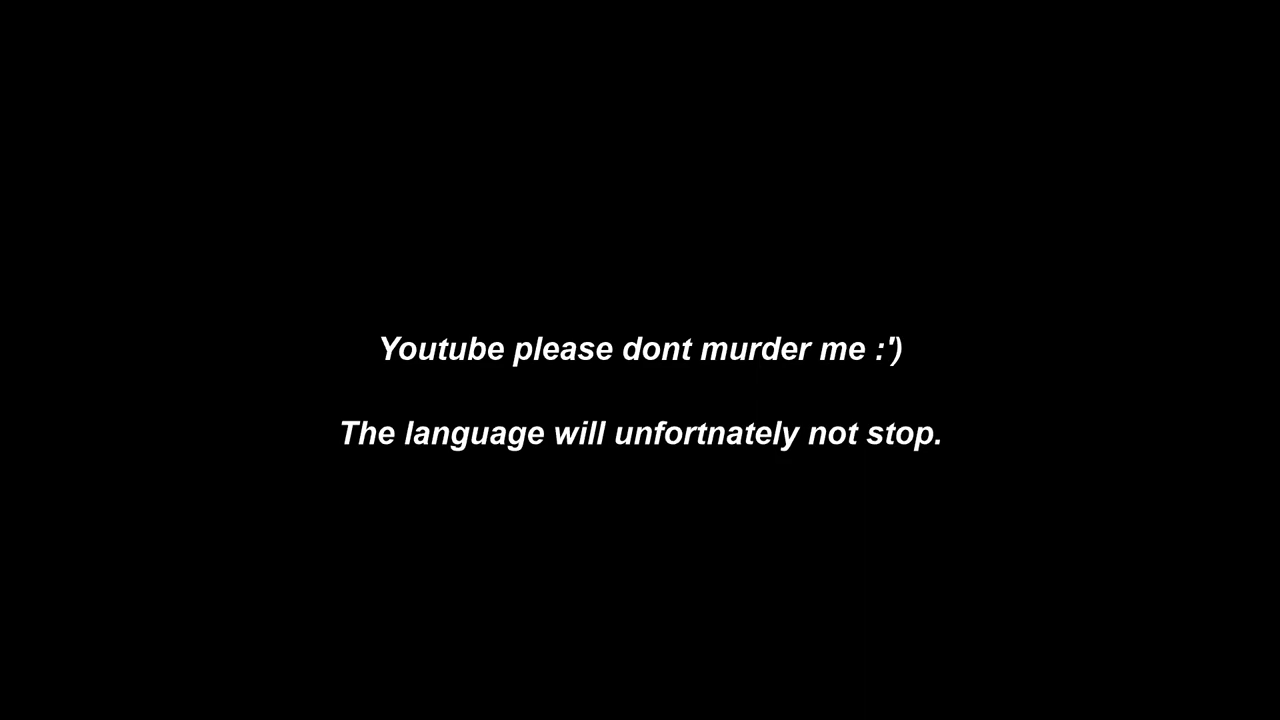 Youtube please dont murder me :')
The language will unfortnately not stop.